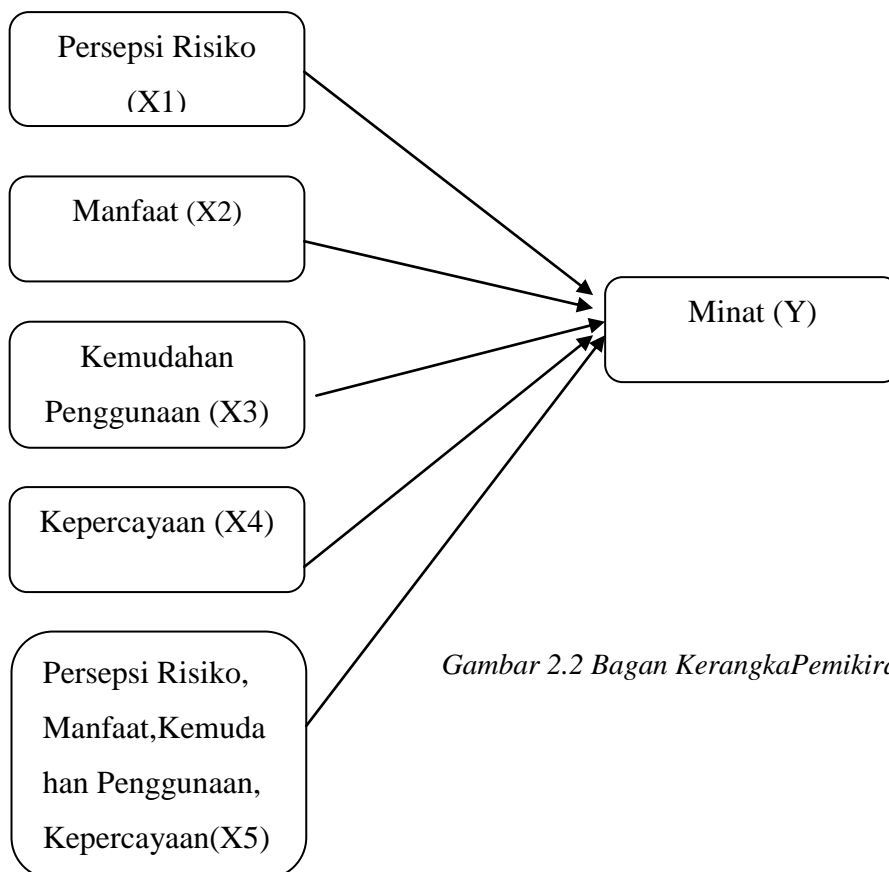 Persepsi Risiko
(X1)
Manfaat (X2)
Minat (Y)
Kemudahan
Penggunaan (X3)
Kepercayaan (X4)
Persepsi Risiko,
Manfaat,Kemuda
han Penggunaan,
Kepercayaan(X5)
Gambar 2.2 Bagan KerangkaPemikira